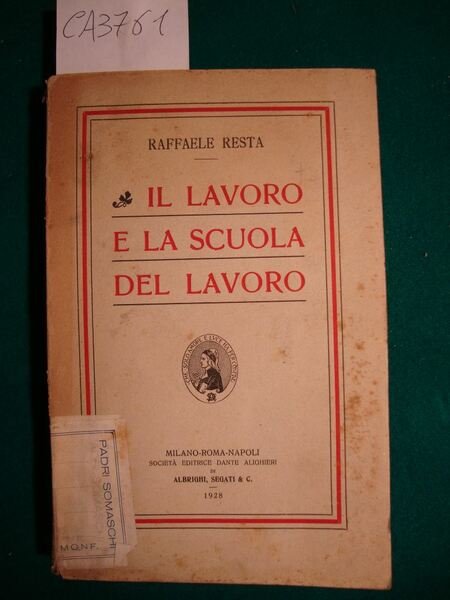 CA3761
RAFFAELE RESTA
IL LAVORO
E LA SCUOLA
DEL LAVORO
MILANO-ROMA-NAPOLI
SOCIETÀ EDITRICE DANTE ALIGHIERI
DI
ALBRIGHI, SEGATI & C.
1928
PADRI SOMASCHI
MONF.